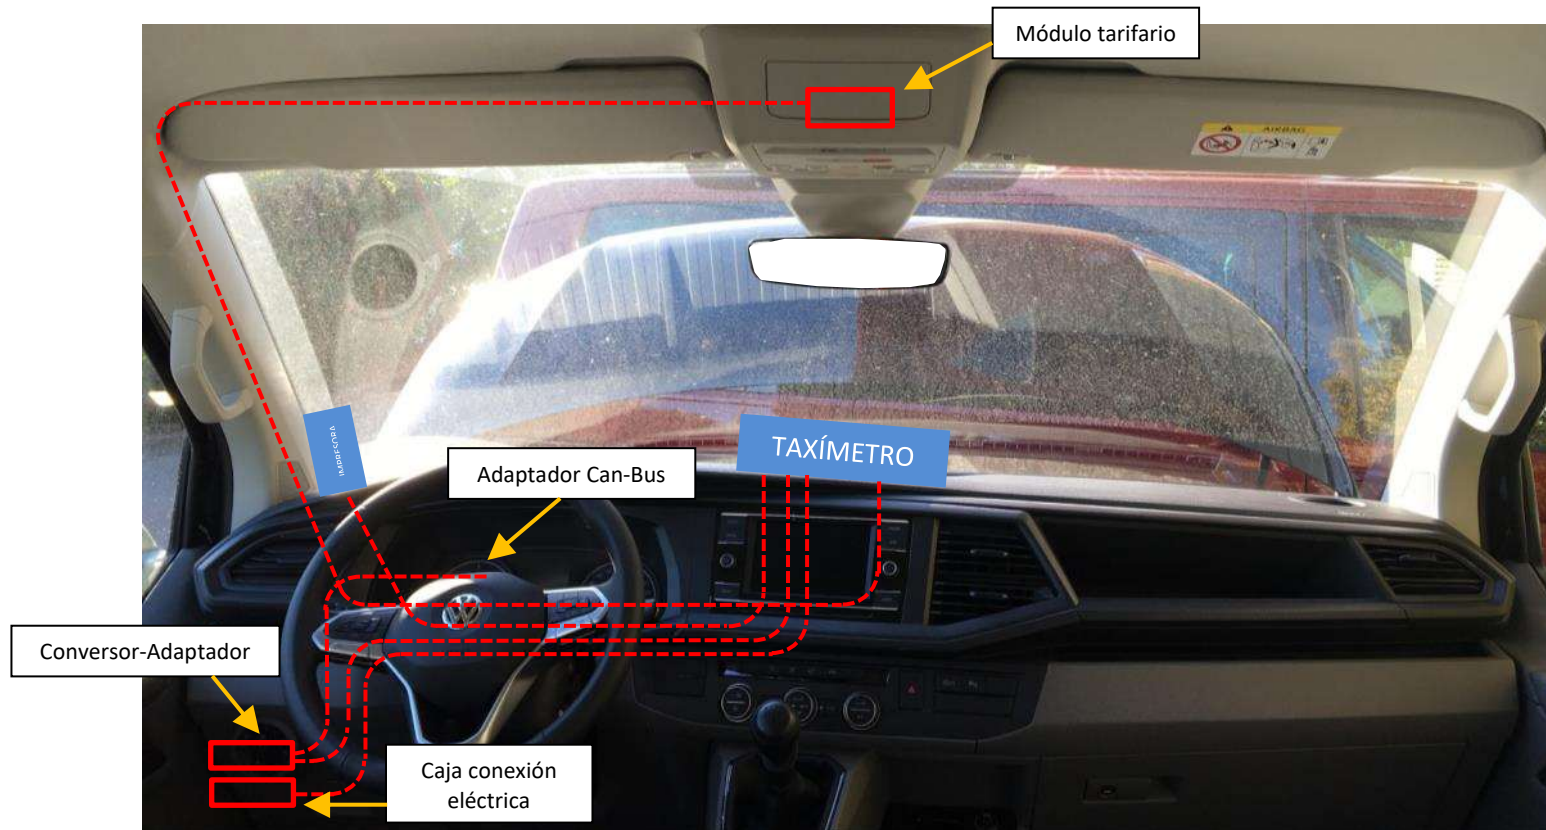 Módulo tarifario
AIRBAG
IMPRESORA
TAXÍMETRO
Adaptador Can-Bus
Conversor-Adaptador
Caja conexión
eléctrica